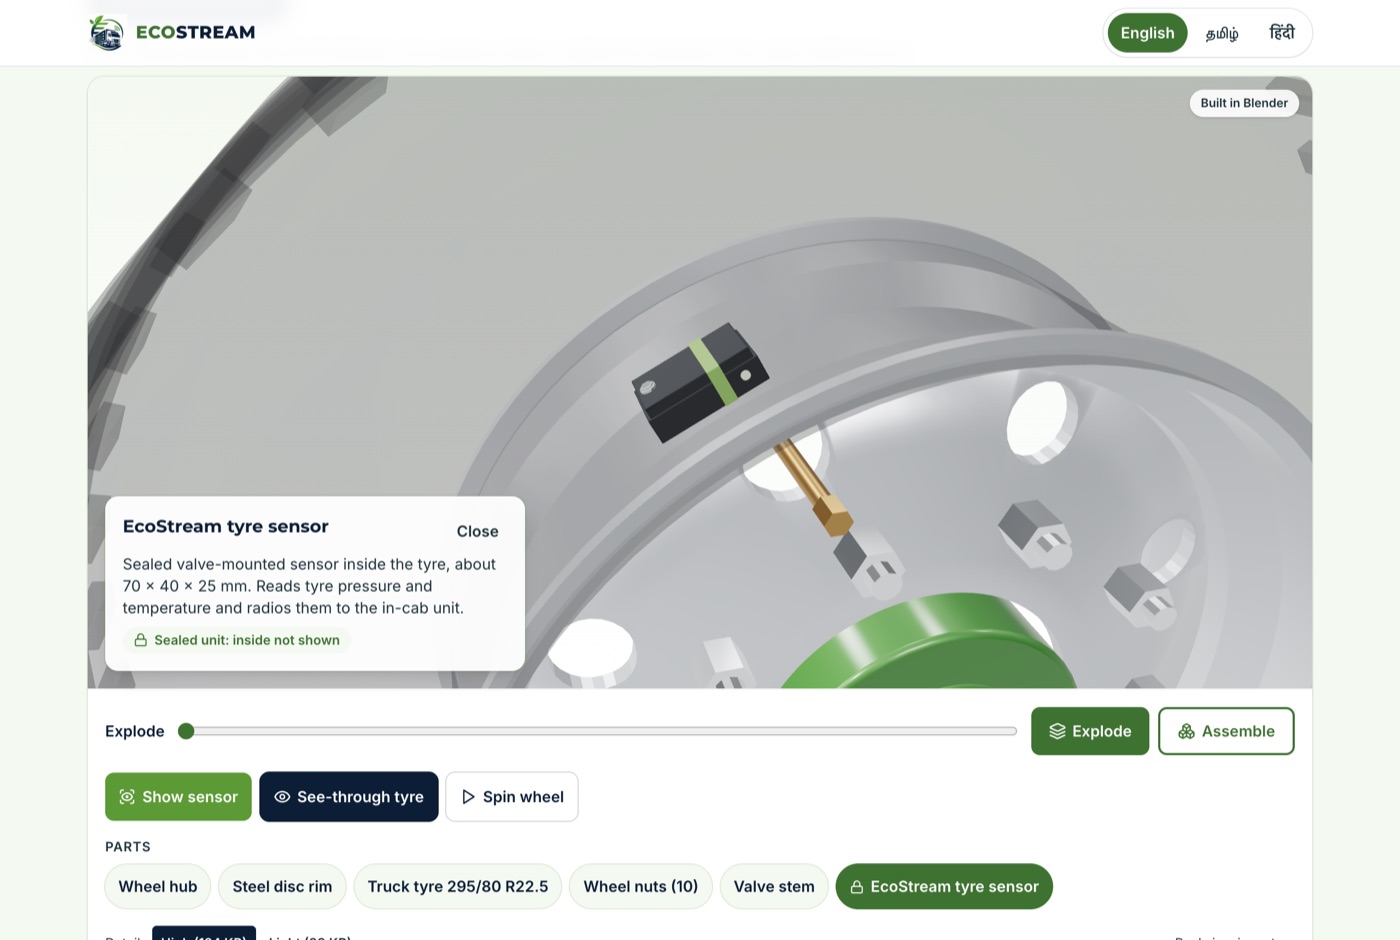 ECOSTREAM
English தமிழ் हिंदी
Built in Blender
EcoStream tyre sensor
Close
Sealed valve-mounted sensor inside the tyre, about
70 × 40 × 25 mm. Reads tyre pressure and
temperature and radios them to the in-cab unit.
Sealed unit: inside not shown
Explode
Explode
Assemble
Show sensor
See-through tyre
Spin wheel
PARTS
Wheel hub
Steel disc rim
Truck tyre 295/80 R22.5
Wheel nuts (10)
Valve stem
EcoStream tyre sensor